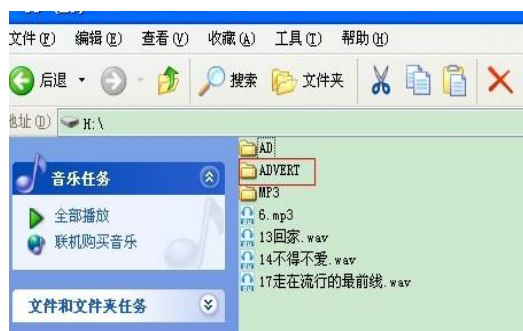 文件(F) 编辑(E) 查看(V) 收藏(A) 工具(T) 帮助(H)
后退 搜索 文件夹
地址(D) H:\
AD
音乐任务
ADVERT
MP3
全部播放
6.mp3
联机购买音乐
13回家.wav
14不得不爱.wav
17走在流行的最前线.wav
文件和文件夹任务